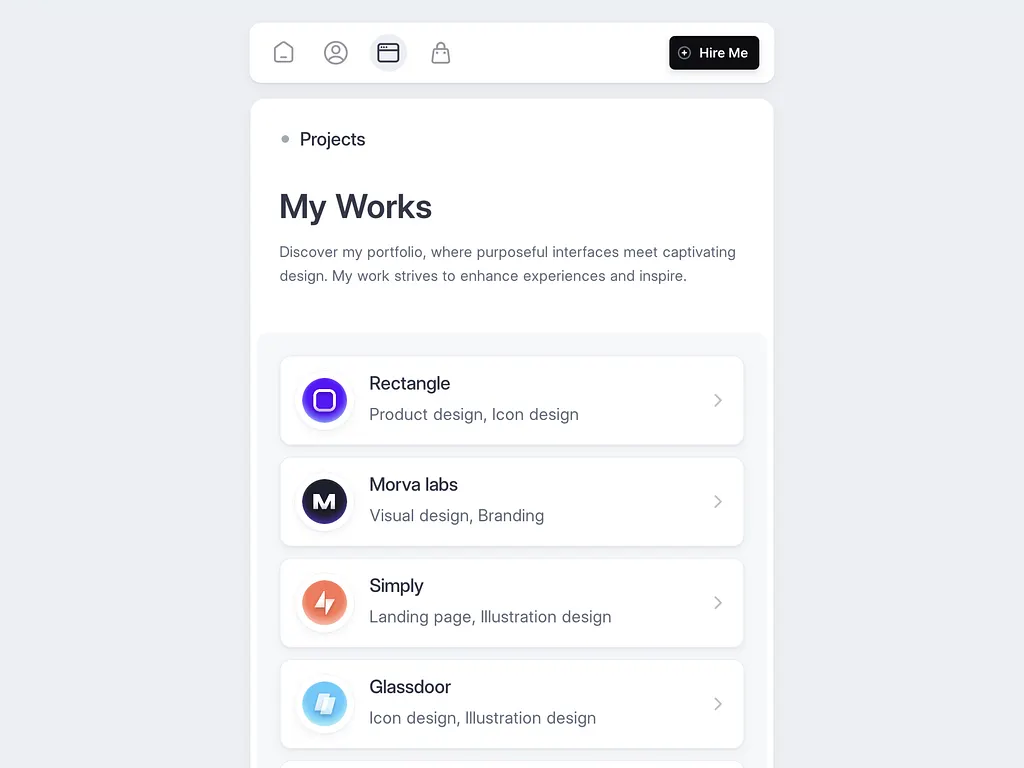 Hire Me
Projects
My Works
Discover my portfolio, where purposeful interfaces meet captivating
design. My work strives to enhance experiences and inspire.
Rectangle
Product design, Icon design
M
Morva labs
Visual design, Branding
Simply
Landing page, Illustration design
Glassdoor
Icon design, Illustration design